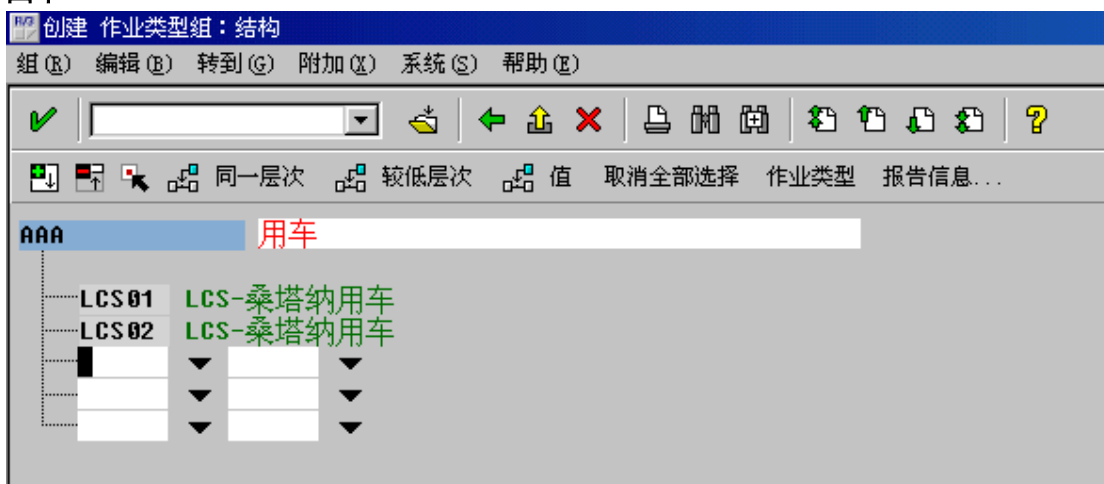 R/3 创建 作业类型组：结构
组(R) 编辑(B) 转到(G) 附加(X) 系统(S) 帮助(E)
同一层次 较低层次 值 取消全部选择 作业类型 报告信息...
AAA 用车
LCS01 LCS-桑塔纳用车
LCS02 LCS-桑塔纳用车